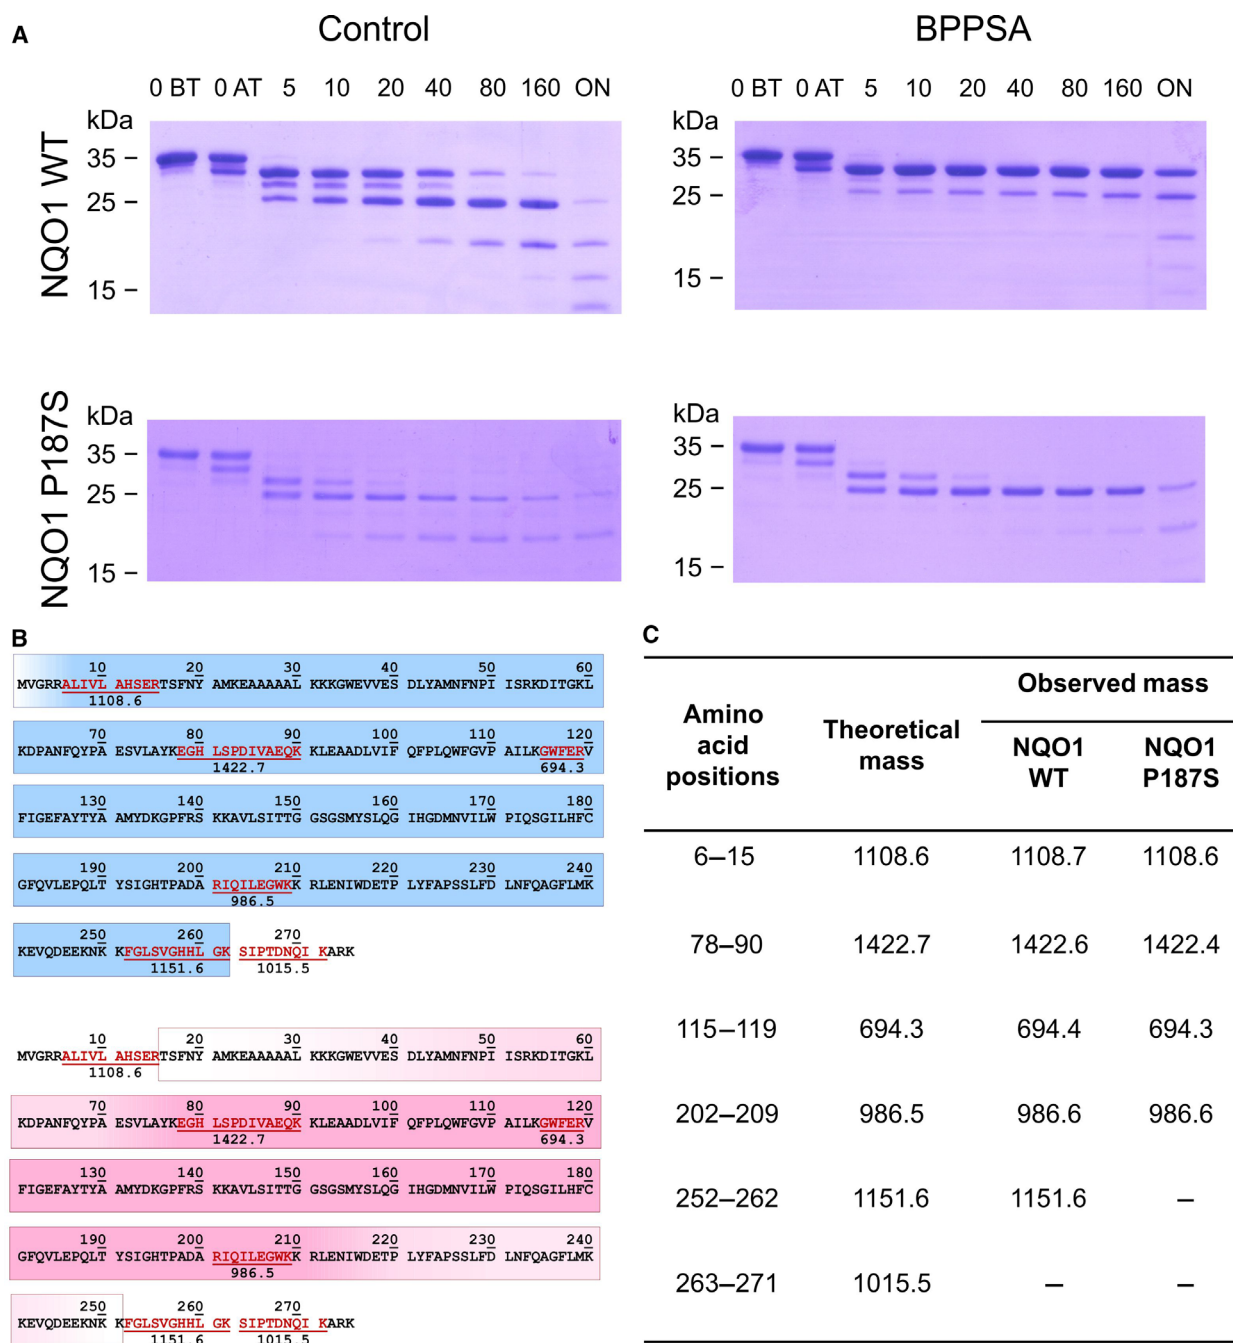 A
Control
BPPSA
0 BT 0 AT 5 10 20 40 80 160 ON
0 BT 0 AT 5 10 20 40 80 160 ON
NQO1 WT
kDa
35 –
25 –
15 –
kDa
35 –
25 –
15 –
NQO1 P187S
kDa
35 –
25 –
15 –
kDa
35 –
25 –
15 –
B
10 20 30 40 50 60
MVGRRALIVL AHSERTSFNY AMKEAAAAAL KKKGWEVVES DLYAMNFNPI ISRKDITGKL
1108.6
70 80 90 100 110 120
KDPANFQYPA ESVLAYKEGH LSPDIVAEQK KLEAADLVIF QFPLQWFGVP AILKGWFERV
1422.7 694.3
130 140 150 160 170 180
FIGEFAYTYA AMYDKGPFRS KKAVLSITTG GSGSMYSLQG IHGDMNVILW PIQSGILHFC
190 200 210 220 230 240
GFQVLEPQLT YSIGHTPADA RIQILEGWKK RLENIWDETP LYFAPSSLFD LNFQAGFLMK
986.5
250 260 270
KEVQDEEKNK KFGLSVGHHL GK SIPTDNQI KARK
1151.6 1015.5
10 20 30 40 50 60
MVGRRALIVL AHSERTSFNY AMKEAAAAAL KKKGWEVVES DLYAMNFNPI ISRKDITGKL
1108.6
70 80 90 100 110 120
KDPANFQYPA ESVLAYKEGH LSPDIVAEQK KLEAADLVIF QFPLQWFGVP AILKGWFERV
1422.7 694.3
130 140 150 160 170 180
FIGEFAYTYA AMYDKGPFRS KKAVLSITTG GSGSMYSLQG IHGDMNVILW PIQSGILHFC
190 200 210 220 230 240
GFQVLEPQLT YSIGHTPADA RIQILEGWKK RLENIWDETP LYFAPSSLFD LNFQAGFLMK
986.5
250 260 270
KEVQDEEKNK KFGLSVGHHL GK SIPTDNQI KARK
1151.6 1015.5
C
Observed mass
Amino
acid
positions
Theoretical
mass
NQO1
WT
NQO1
P187S
6–15 1108.6 1108.7 1108.6
78–90 1422.7 1422.6 1422.4
115–119 694.3 694.4 694.3
202–209 986.5 986.6 986.6
252–262 1151.6 1151.6 –
263–271 1015.5 – –